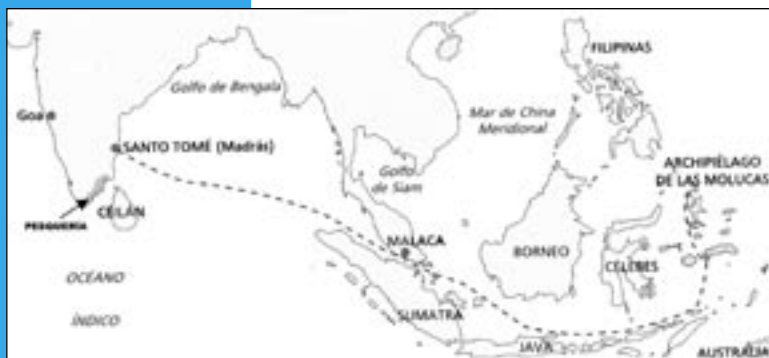 FILIPINAS
Golfo de Bengala
Goa
Mar de China
Meridional
SANTO TOMÉ (Madrás)
Golfo
de Siam
ARCHIPIÉLAGO
DE LAS MOLUCAS
CEILÁN
PESQUERÍA
MALACA
BORNEO
CÉLEBES
OCÉANO
ÍNDICO
SUMATRA
JAVA
AUSTRALIA